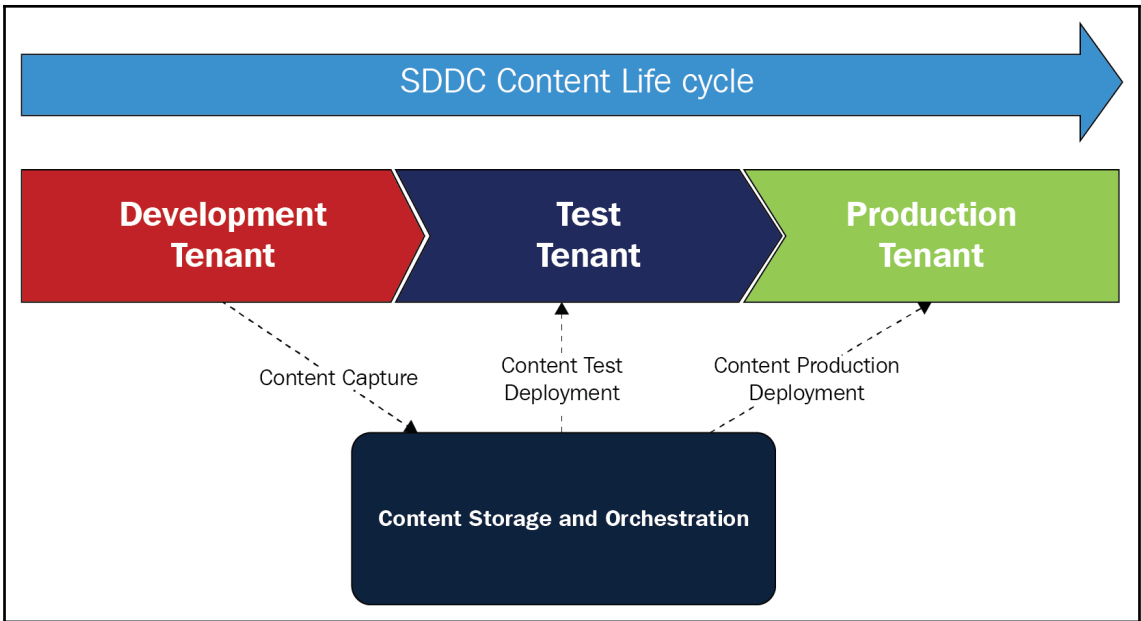 SDDC Content Life cycle
Development
Tenant
Test
Tenant
Production
Tenant
Content Capture
Content Test
Deployment
Content Production
Deployment
Content Storage and Orchestration